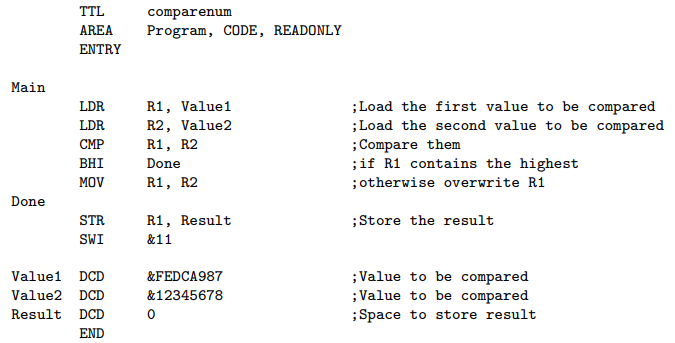 TTL comparenum
AREA Program, CODE, READONLY
ENTRY
Main
LDR R1, Value1 ;Load the first value to be compared
LDR R2, Value2 ;Load the second value to be compared
CMP R1, R2 ;Compare them
BHI Done ;if R1 contains the highest
MOV R1, R2 ;otherwise overwrite R1
Done
STR R1, Result ;Store the result
SWI &11
Value1 DCD &FEDCA987 ;Value to be compared
Value2 DCD &12345678 ;Value to be compared
Result DCD 0 ;Space to store result
END